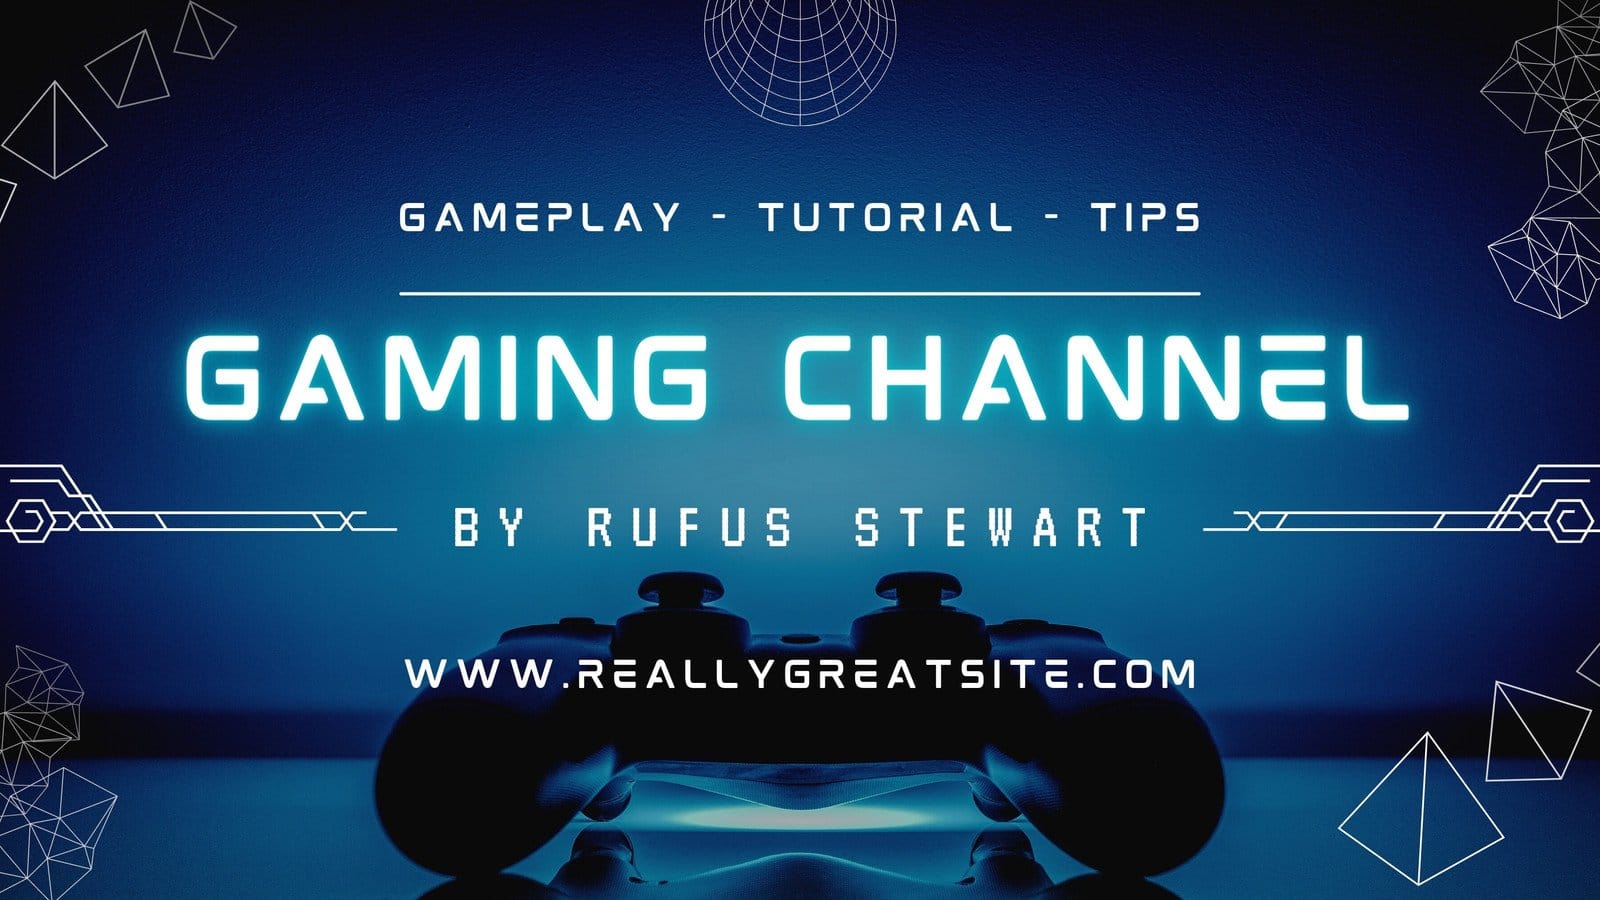 GAMEPLAY - TUTORIAL - TIPS
GAMING CHANNEL
BY RUFUS STEWART
WWW.REALLYGREATSITE.COM